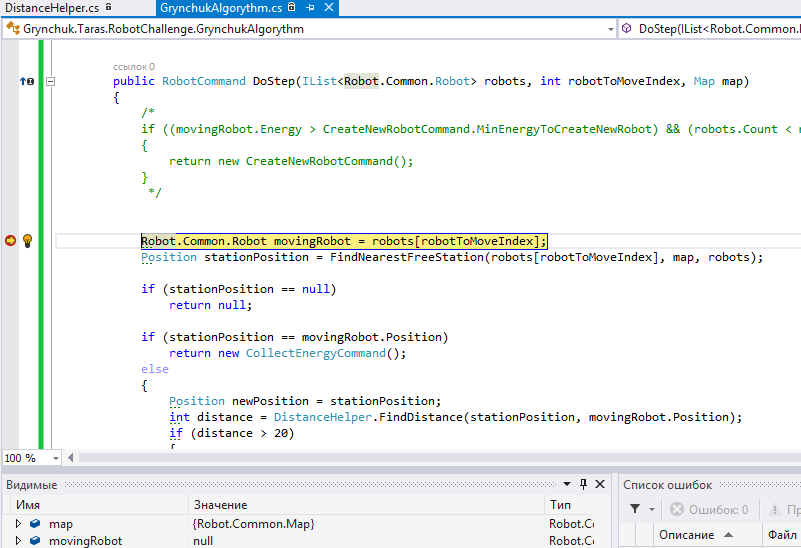 DistanceHelper.cs
GrynchukAlgorythm.cs
Grynchuk.Taras.RobotChallenge.GrynchukAlgorythm
DoStep(IList<Robot.Common.
ссылок 0
public RobotCommand DoStep(IList<Robot.Common.Robot> robots, int robotToMoveIndex, Map map)
{
/*
if ((movingRobot.Energy > CreateNewRobotCommand.MinEnergyToCreateNewRobot) && (robots.Count <
{
return new CreateNewRobotCommand();
}
*/
Robot.Common.Robot movingRobot = robots[robotToMoveIndex];
Position stationPosition = FindNearestFreeStation(robots[robotToMoveIndex], map, robots);
if (stationPosition == null)
return null;
if (stationPosition == movingRobot.Position)
return new CollectEnergyCommand();
else
{
Position newPosition = stationPosition;
int distance = DistanceHelper.FindDistance(stationPosition, movingRobot.Position);
if (distance > 20)
{
100 %
Видимые
Имя Значение Тип
map {Robot.Common.Map} Robot.Co
movingRobot null Robot.Co
Список ошибок
Ошибок: 0
Описание Файл